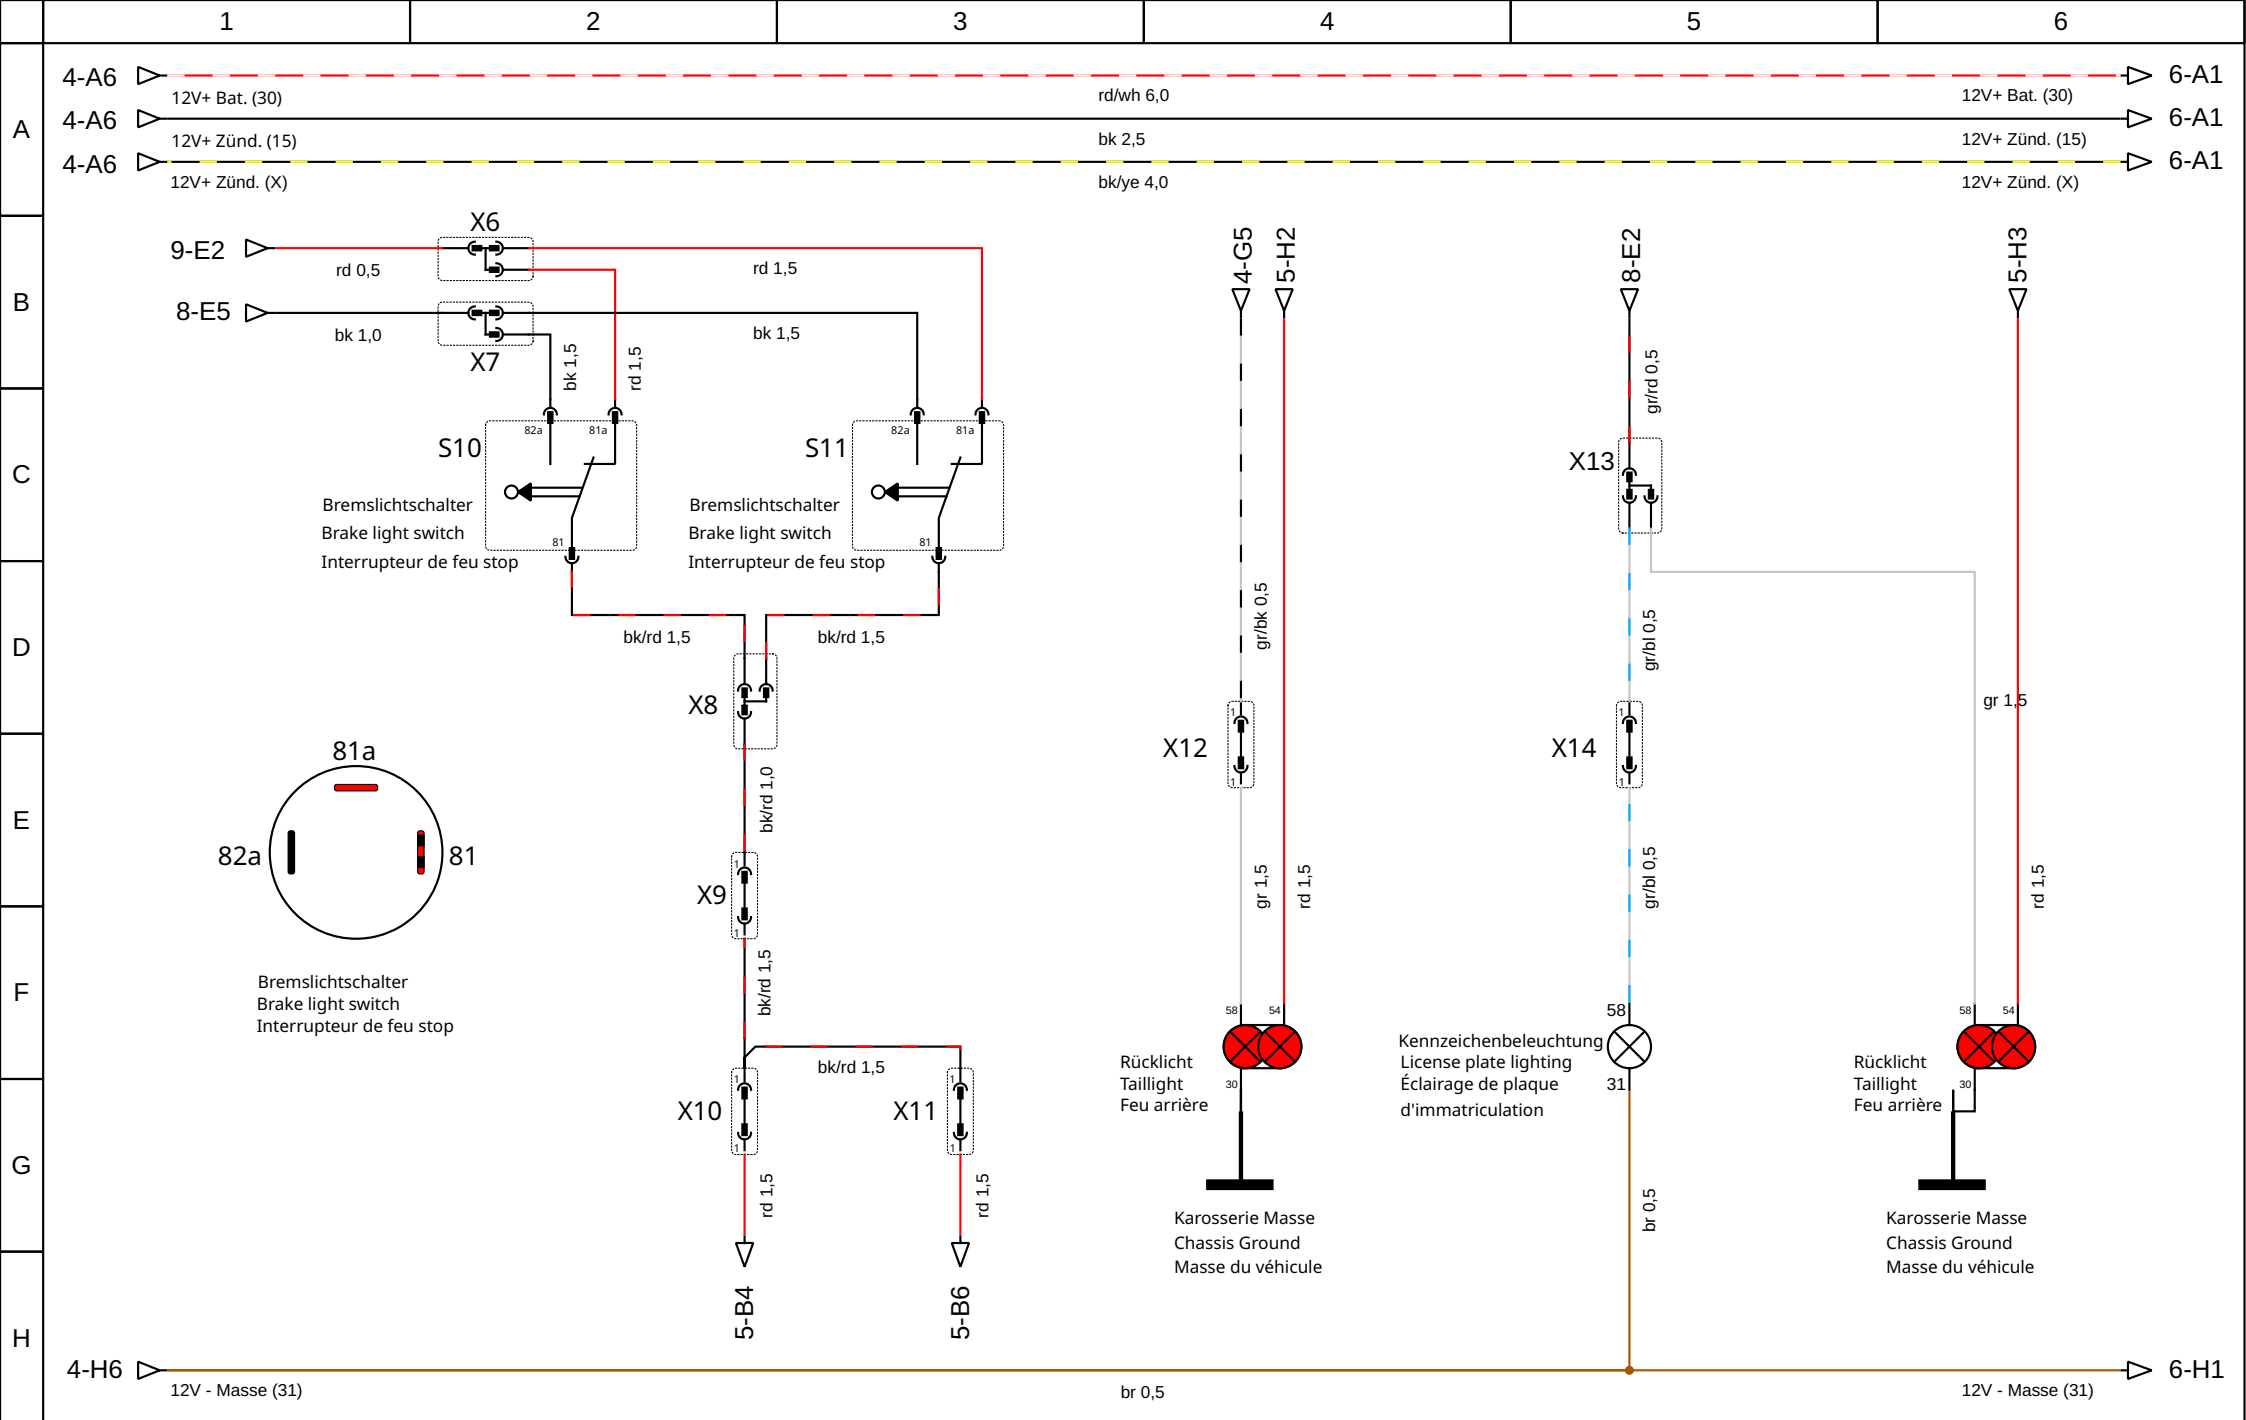 1 2 3 4 5 6
A
B
C
D
E
F
G
H
4-A6 6-A1
12V+ Bat. (30) rd/wh 6,0 12V+ Bat. (30)
4-A6 6-A1
12V+ Zünd. (15) bk 2,5 12V+ Zünd. (15)
4-A6 6-A1
12V+ Zünd. (X) bk/ye 4,0 12V+ Zünd. (X)
X6
9-E2
rd 0,5
rd 1,5
8-E5
bk 1,0
bk 1,5
X7
bk 1,5
rd 1,5
82a
81a
S10
81
Bremslichtschalter
Brake light switch
Interrupteur de feu stop
82a
81a
S11
81
Bremslichtschalter
Brake light switch
Interrupteur de feu stop
bk/rd 1,5
bk/rd 1,5
X8
bk/rd 1,0
1
X9
1
bk/rd 1,5
bk/rd 1,5
1
X10
1
1
X11
1
rd 1,5
rd 1,5
5-B4
5-B6
81a
82a
81
Bremslichtschalter
Brake light switch
Interrupteur de feu stop
4-G5
5-H2
gr/bk 0,5
1
X12
1
gr 1,5
rd 1,5
58
54
Rücklicht
Taillight
Feu arrière
30
Karosserie Masse
Chassis Ground
Masse du véhicule
8-E2
gr/rd 0,5
X13
gr/bl 0,5
1
X14
1
gr/bl 0,5
58
Kennzeichenbeleuchtung
License plate lighting
Éclairage de plaque
d'immatriculation
31
br 0,5
5-H3
gr 1,5
rd 1,5
58
54
Rücklicht
Taillight
Feu arrière
30
Karosserie Masse
Chassis Ground
Masse du véhicule
4-H6 6-H1
12V - Masse (31) br 0,5 12V - Masse (31)